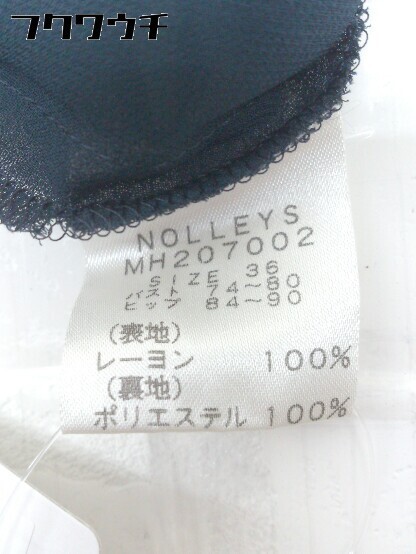 フクワウチ
NOLLEYS
MH207002
SIZE 36
バスト 74～80
ヒップ 84～90
(表地)
レーヨン 100%
(裏地)
ポリエステル 100%